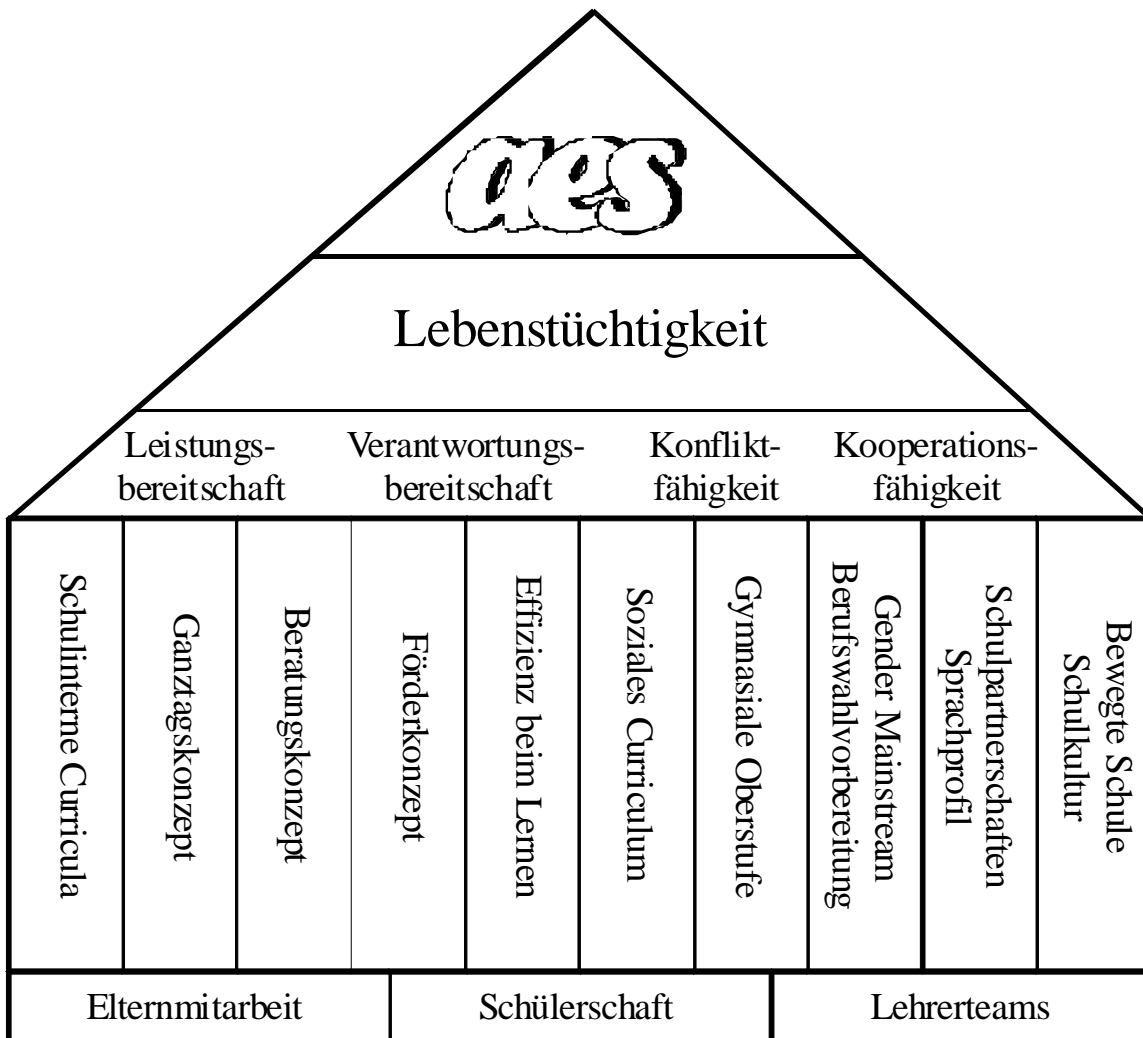 aes
Lebenstüchtigkeit
Leistungs-
bereitschaft
Verantwortungs-
bereitschaft
Konflikt-
fähigkeit
Kooperations-
fähigkeit
Schulinterne Curricula
Ganztagskonzept
Beratungskonzept
Förderkonzept
Effizienz beim Lernen
Soziales Curriculum
Gymnasiale Oberstufe
Gender Mainstream
Berufswahlvorbereitung
Schulpartnerschaften
Sprachprofil
Bewegte Schule
Schulkultur
Elternmitarbeit
Schülerschaft
Lehrerteams